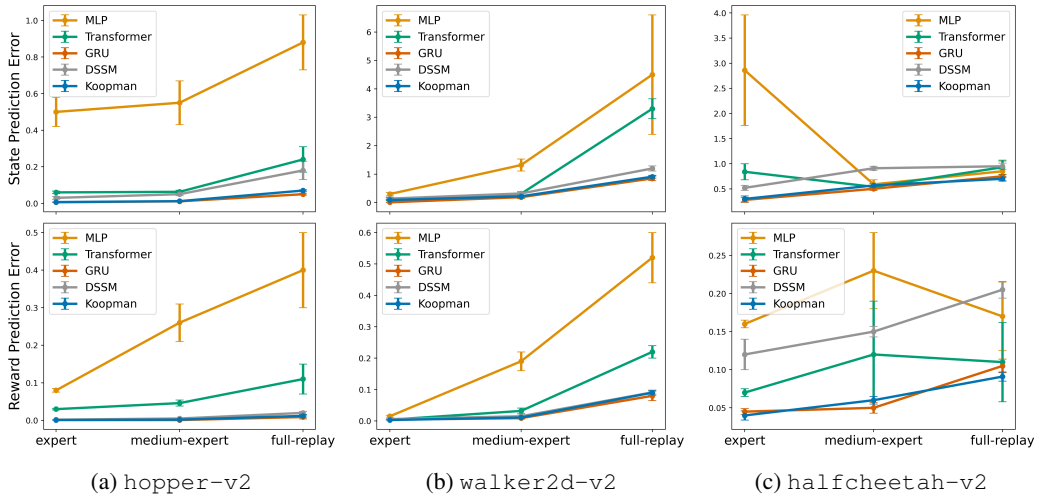 State Prediction Error
1.0
0.8
0.6
0.4
0.2
0.0
MLP
Transformer
GRU
DSSM
Koopman
6
5
4
3
2
1
0
MLP
Transformer
GRU
DSSM
Koopman
4.0
3.5
3.0
2.5
2.0
1.5
1.0
0.5
MLP
Transformer
GRU
DSSM
Koopman
Reward Prediction Error
0.5
0.4
0.3
0.2
0.1
0.0
MLP
Transformer
GRU
DSSM
Koopman
expert medium-expert full-replay
0.6
0.5
0.4
0.3
0.2
0.1
0.0
MLP
Transformer
GRU
DSSM
Koopman
expert medium-expert full-replay
0.25
0.20
0.15
0.10
0.05
MLP
Transformer
GRU
DSSM
Koopman
expert medium-expert full-replay
(a) hopper-v2
(b) walker2d-v2
(c) halfcheetah-v2